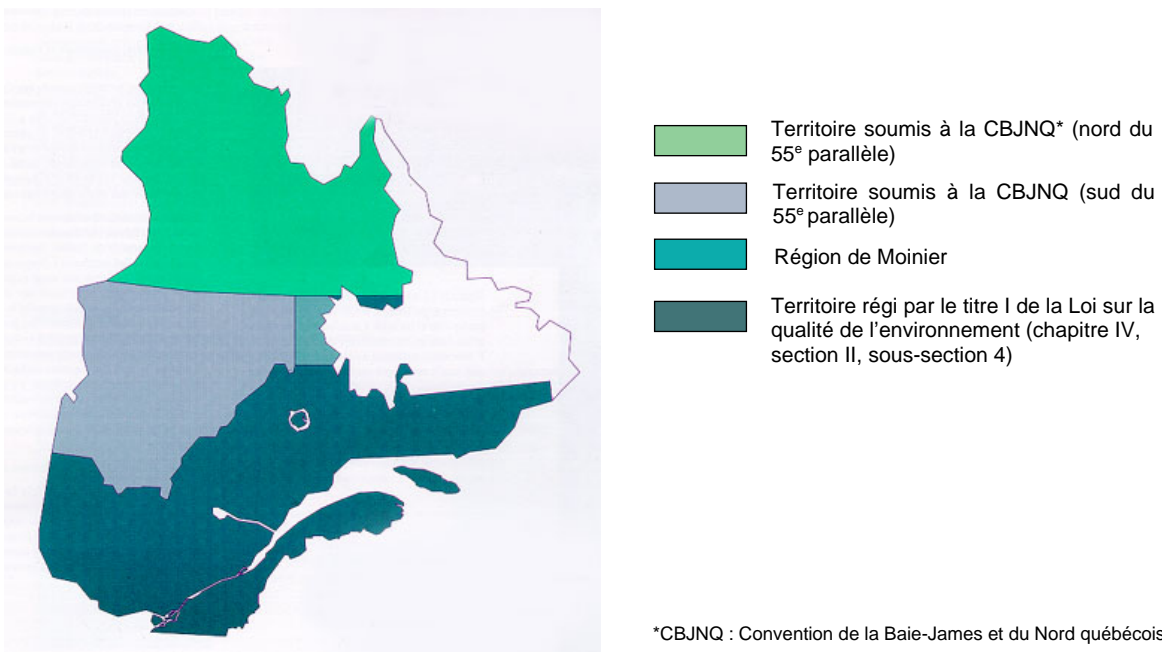 Territoire soumis à la CBJNQ* (nord du
55e parallèle)
Territoire soumis à la CBJNQ (sud du
55e parallèle)
Région de Moinier
Territoire régi par le titre I de la Loi sur la
qualité de l'environnement (chapitre IV,
section II, sous-section 4)
*CBJNQ : Convention de la Baie-James et du Nord québécois